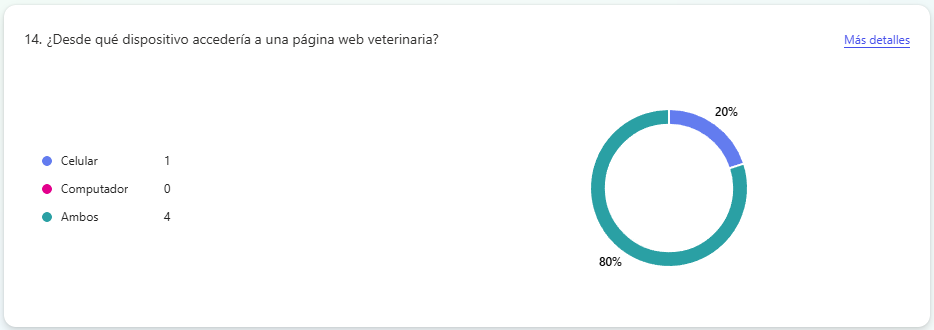 14. ¿Desde qué dispositivo accedería a una página web veterinaria?
Más detalles
Celular 1
Computador 0
Ambos 4
20%
80%